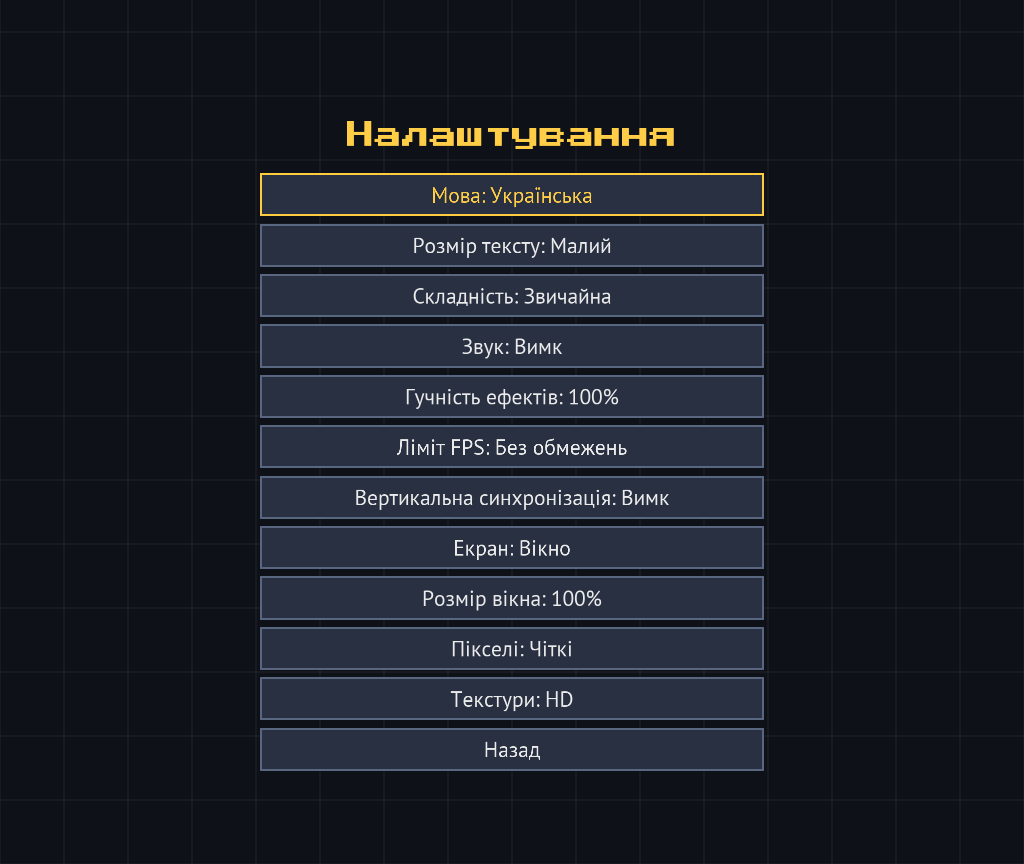 Налаштування
Мова: Українська
Розмір тексту: Малий
Складність: Звичайна
Звук: Вимк
Гучність ефектів: 100%
Ліміт FPS: Без обмежень
Вертикальна синхронізація: Вимк
Екран: Вікно
Розмір вікна: 100%
Пікселі: Чіткі
Текстури: HD
Назад